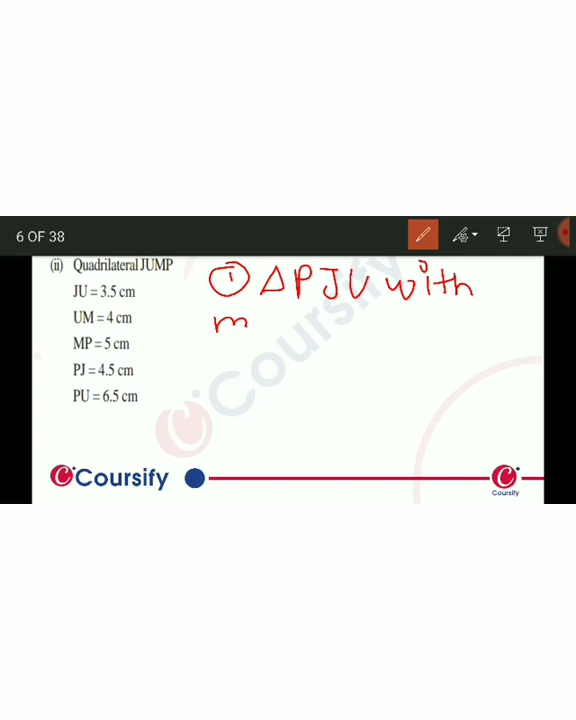 6 OF 38
(ii) Quadrilateral JUMP
JU = 3.5 cm
UM = 4 cm
MP = 5 cm
PJ = 4.5 cm
PU = 6.5 cm
① Δ PJU with
m
Coursify
Coursify
Coursify